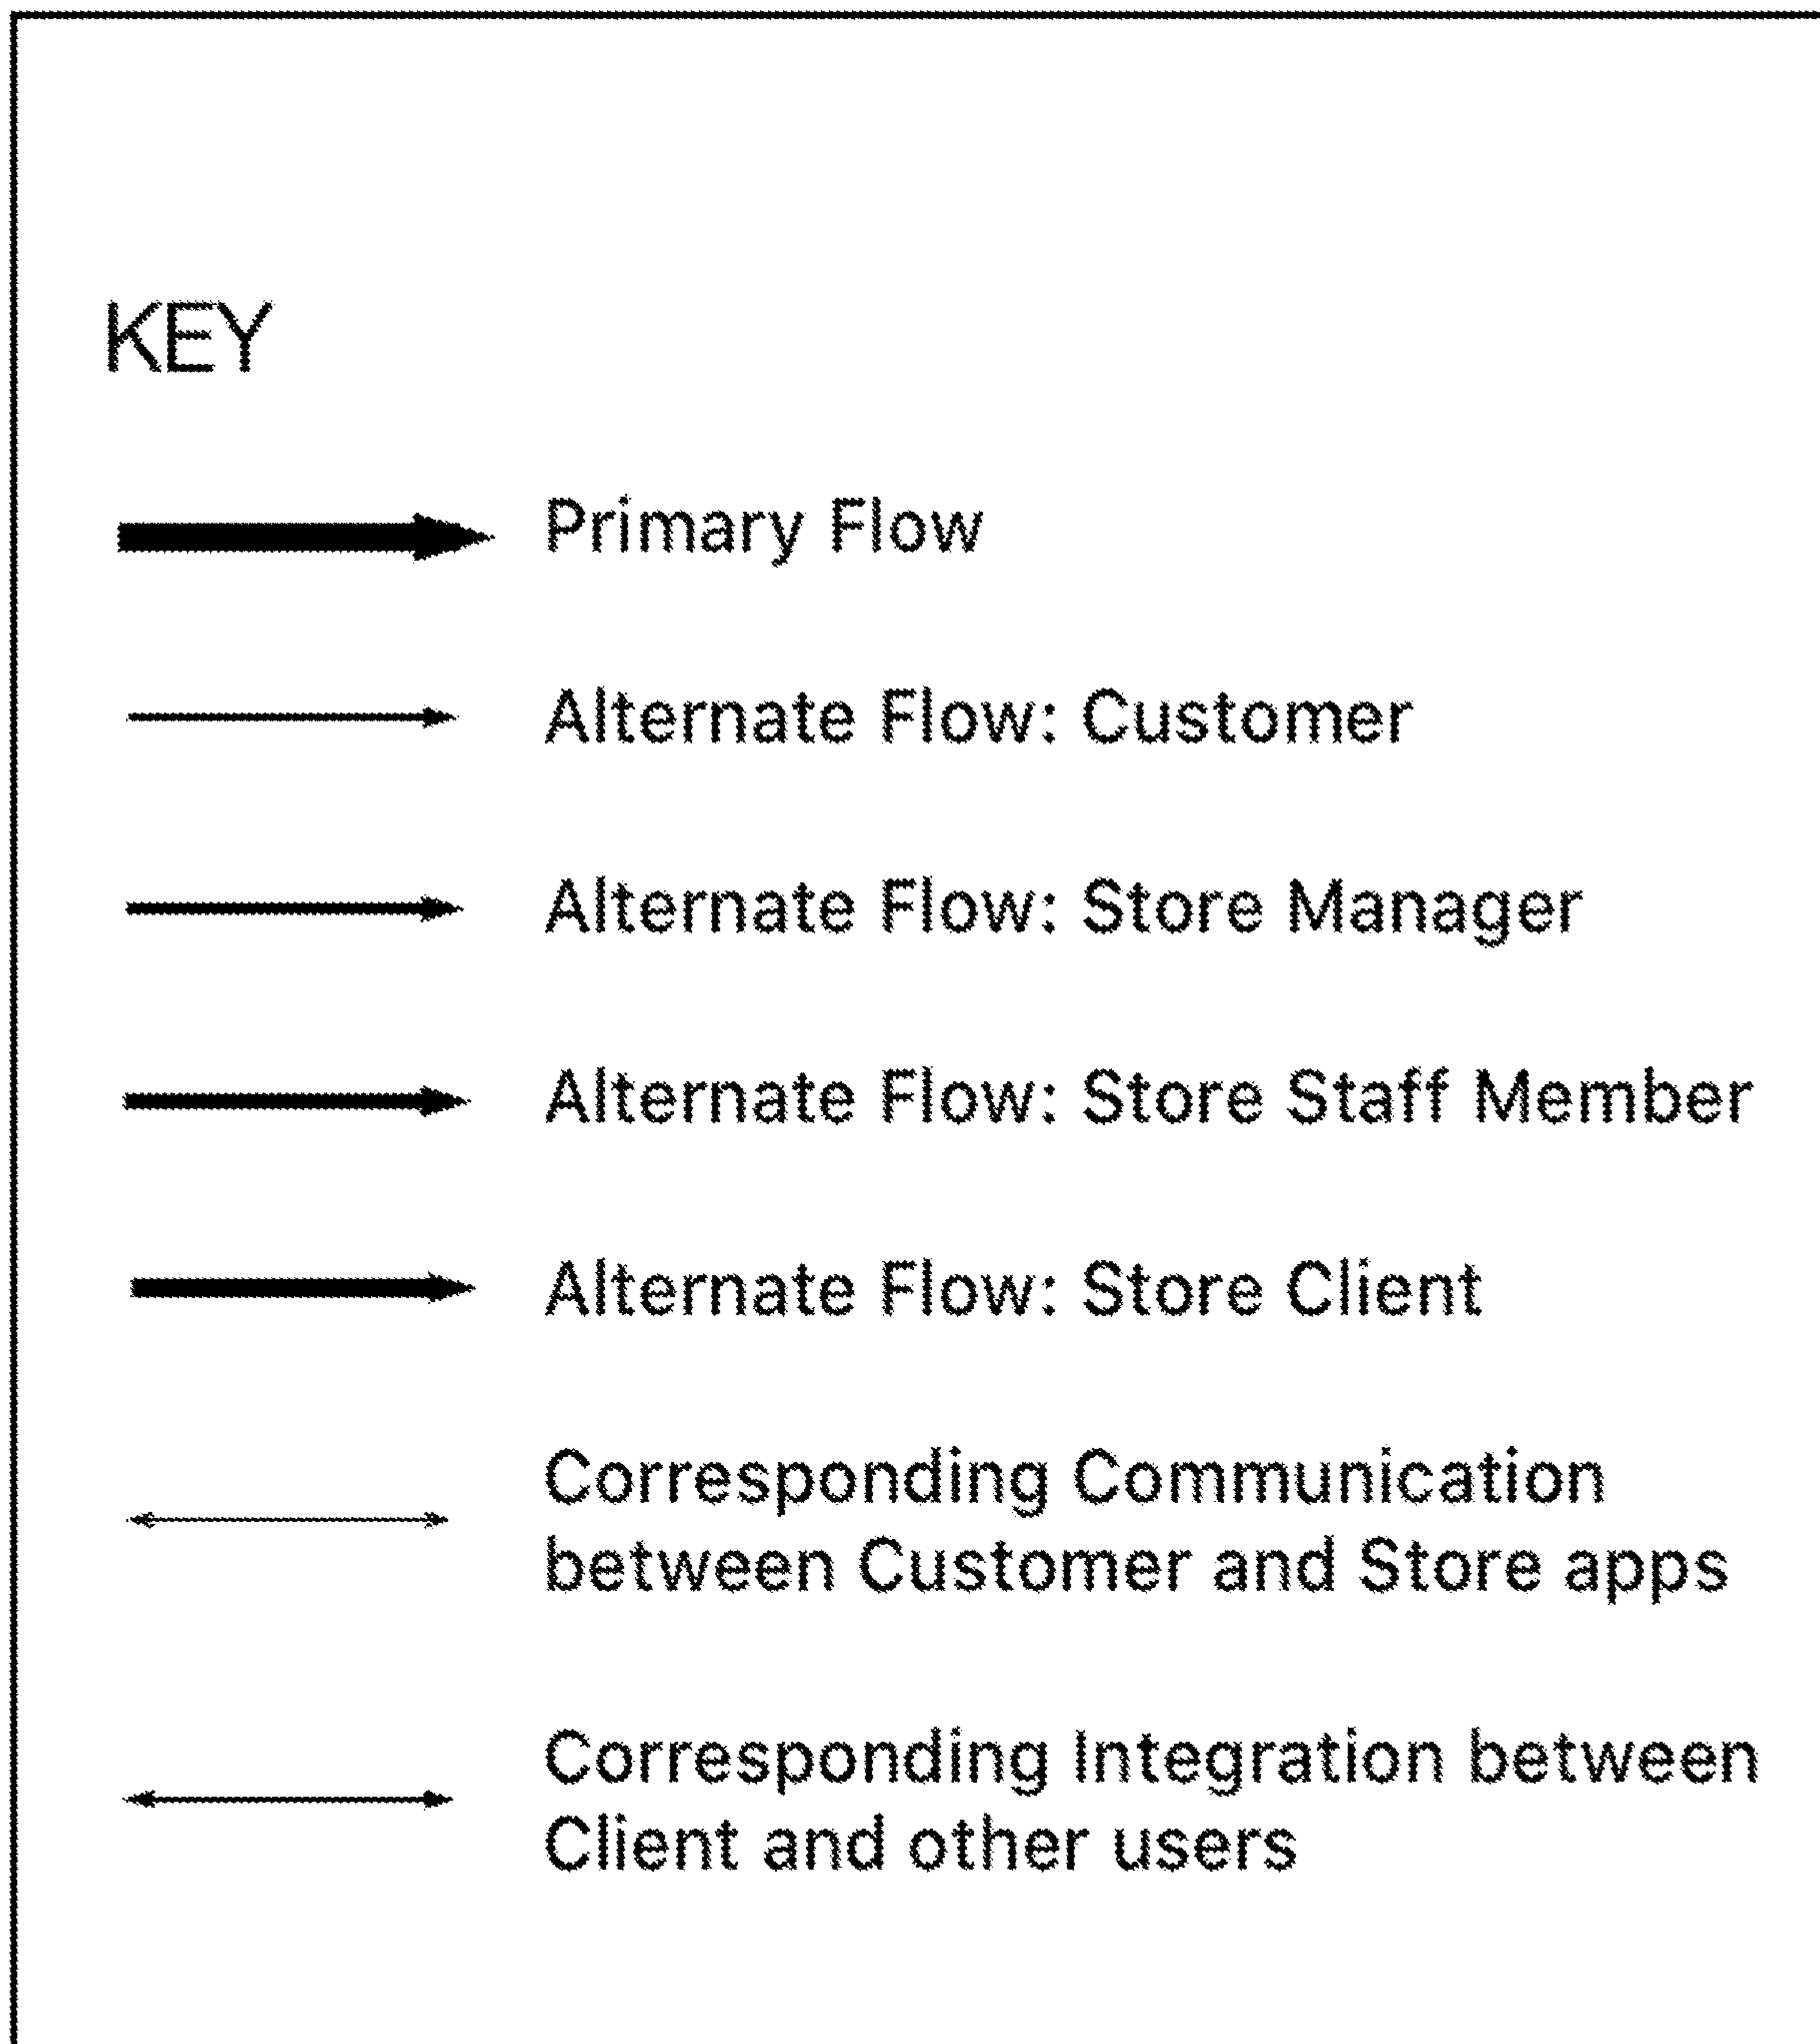 KEY
Primary Flow
Alternate Flow: Customer
Alternate Flow: Store Manager
Alternate Flow: Store Staff Member
Alternate Flow: Store Client
Corresponding Communication
between Customer and Store apps
Corresponding Integration between
Client and other users